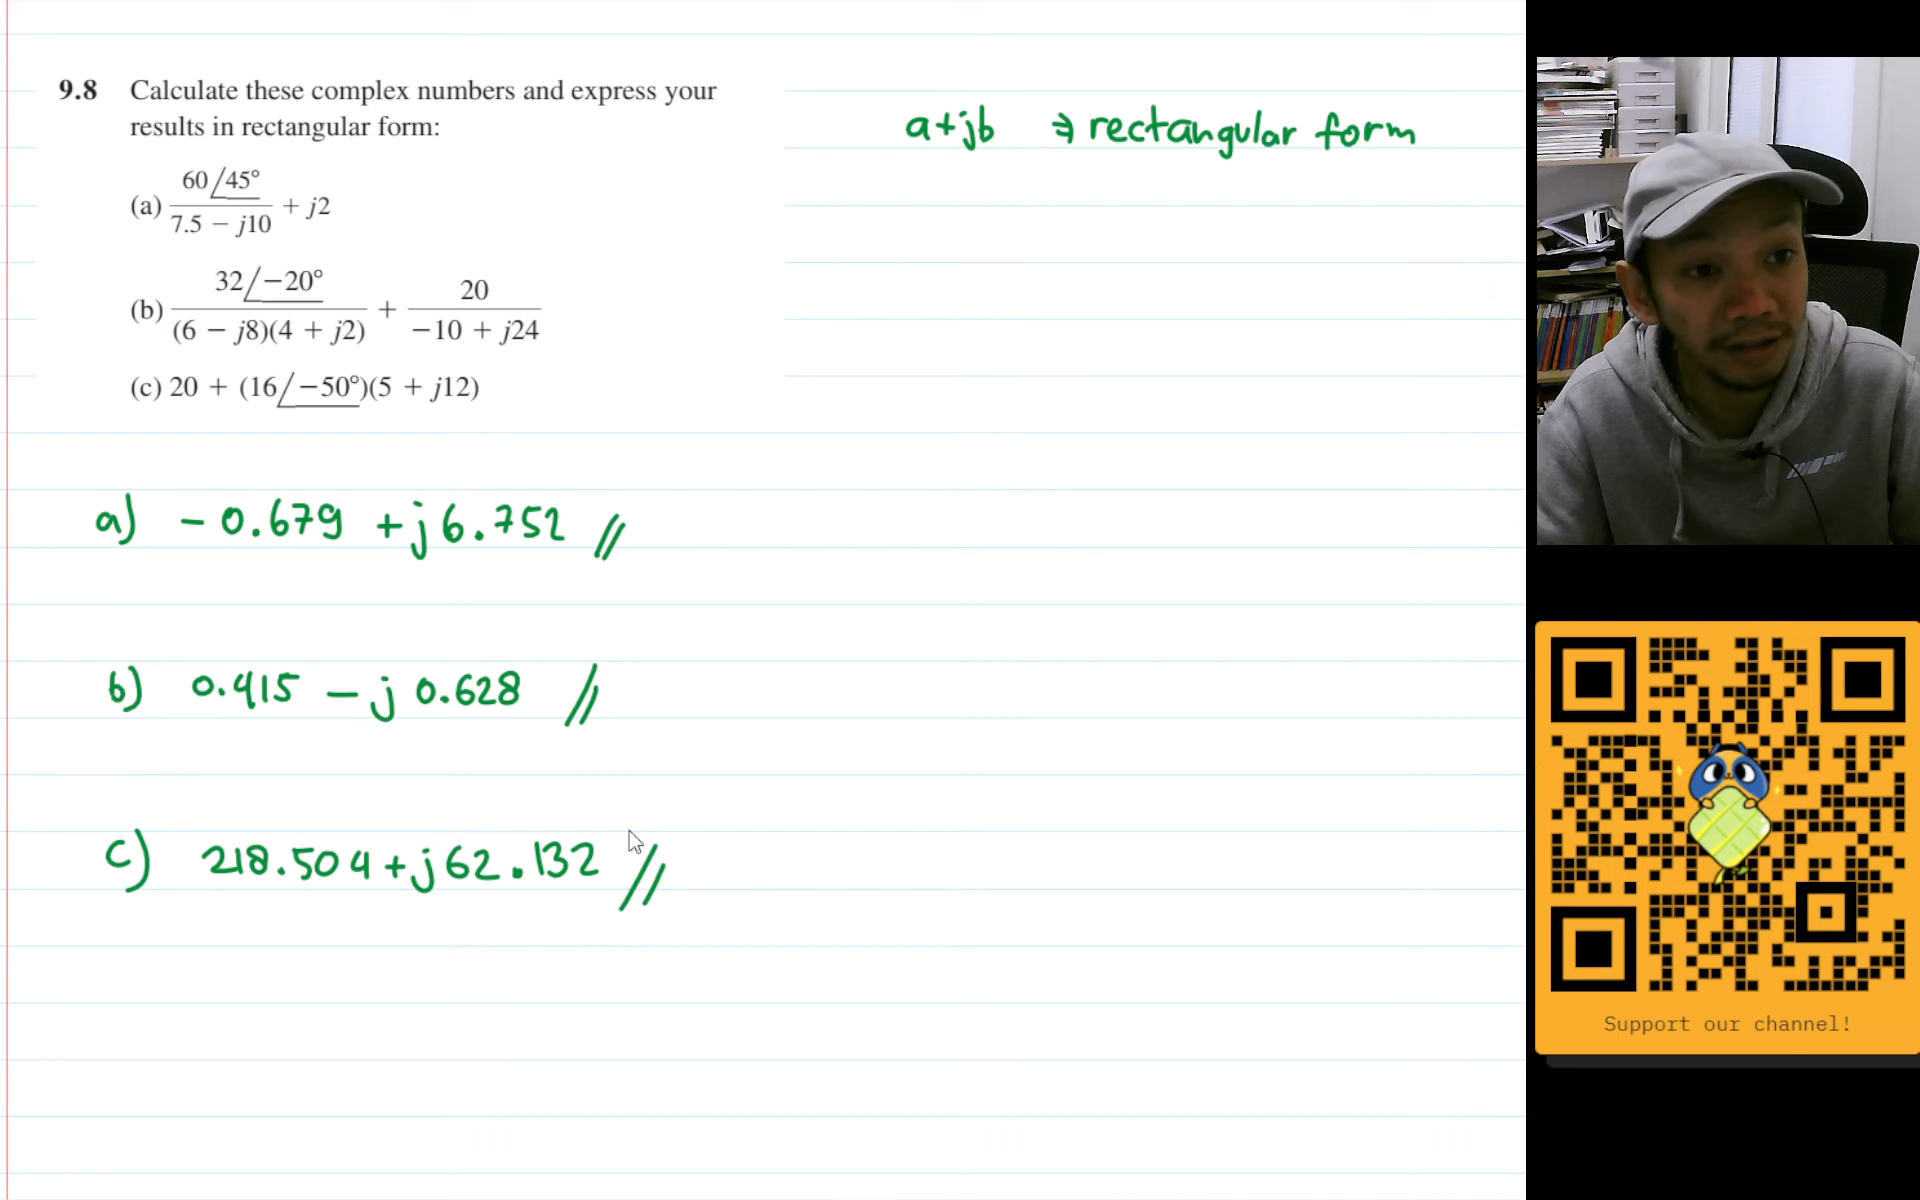 9.8 Calculate these complex numbers and express your
results in rectangular form:
(a) 60/45° / 7.5 − j10 + j2
(b) 32/−20° / (6 − j8)(4 + j2) + 20 / −10 + j24
(c) 20 + (16/−50°)(5 + j12)
a+jb ⇒ rectangular form
a) -0.679 +j6.752 //
b) 0.415 - j 0.628 //
c) 218.504+j62.132 //
Support our channel!